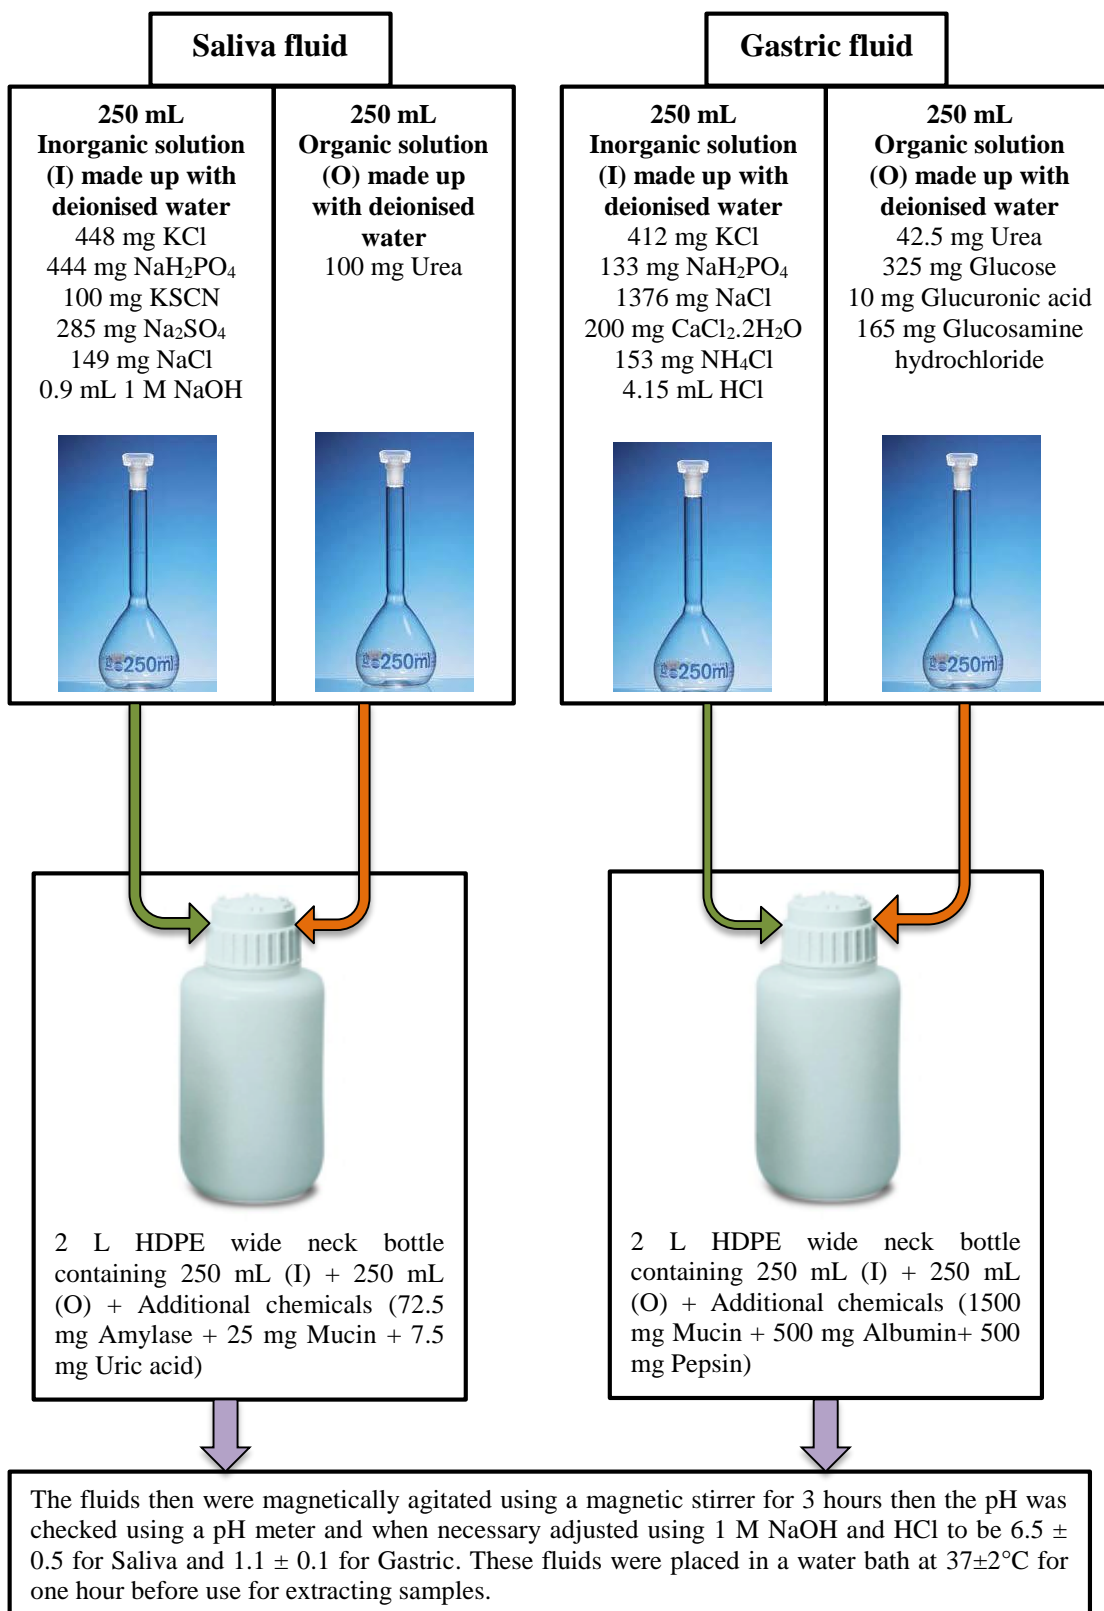 Saliva fluid
250 mL
Inorganic solution
(I) made up with
deionised water
448 mg KCl
444 mg NaH₂PO₄
100 mg KSCN
285 mg Na₂SO₄
149 mg NaCl
0.9 mL 1 M NaOH
250 mL
Organic solution
(O) made up
with deionised
water
100 mg Urea
250ml
250ml
2 L HDPE wide neck bottle
containing 250 mL (I) + 250 mL
(O) + Additional chemicals (72.5
mg Amylase + 25 mg Mucin + 7.5
mg Uric acid)
Gastric fluid
250 mL
Inorganic solution
(I) made up with
deionised water
412 mg KCl
133 mg NaH₂PO₄
1376 mg NaCl
200 mg CaCl₂.2H₂O
153 mg NH₄Cl
4.15 mL HCl
250 mL
Organic solution
(O) made up with
deionised water
42.5 mg Urea
325 mg Glucose
10 mg Glucuronic acid
165 mg Glucosamine
hydrochloride
250ml
250ml
2 L HDPE wide neck bottle
containing 250 mL (I) + 250 mL
(O) + Additional chemicals (1500
mg Mucin + 500 mg Albumin+ 500
mg Pepsin)
The fluids then were magnetically agitated using a magnetic stirrer for 3 hours then the pH was
checked using a pH meter and when necessary adjusted using 1 M NaOH and HCl to be 6.5 ±
0.5 for Saliva and 1.1 ± 0.1 for Gastric. These fluids were placed in a water bath at 37±2°C for
one hour before use for extracting samples.